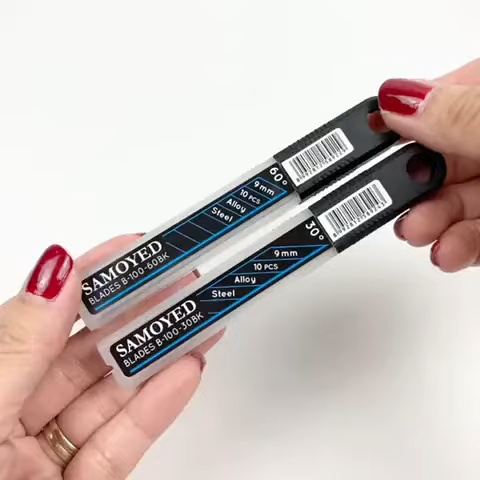 60°
9 mm
10 PCS
Alloy
Steel
SAMOYED
BLADES B-100-60BK
30°
9 mm
10 PCS
Alloy
Steel
SAMOYED
BLADES B-100-30BK